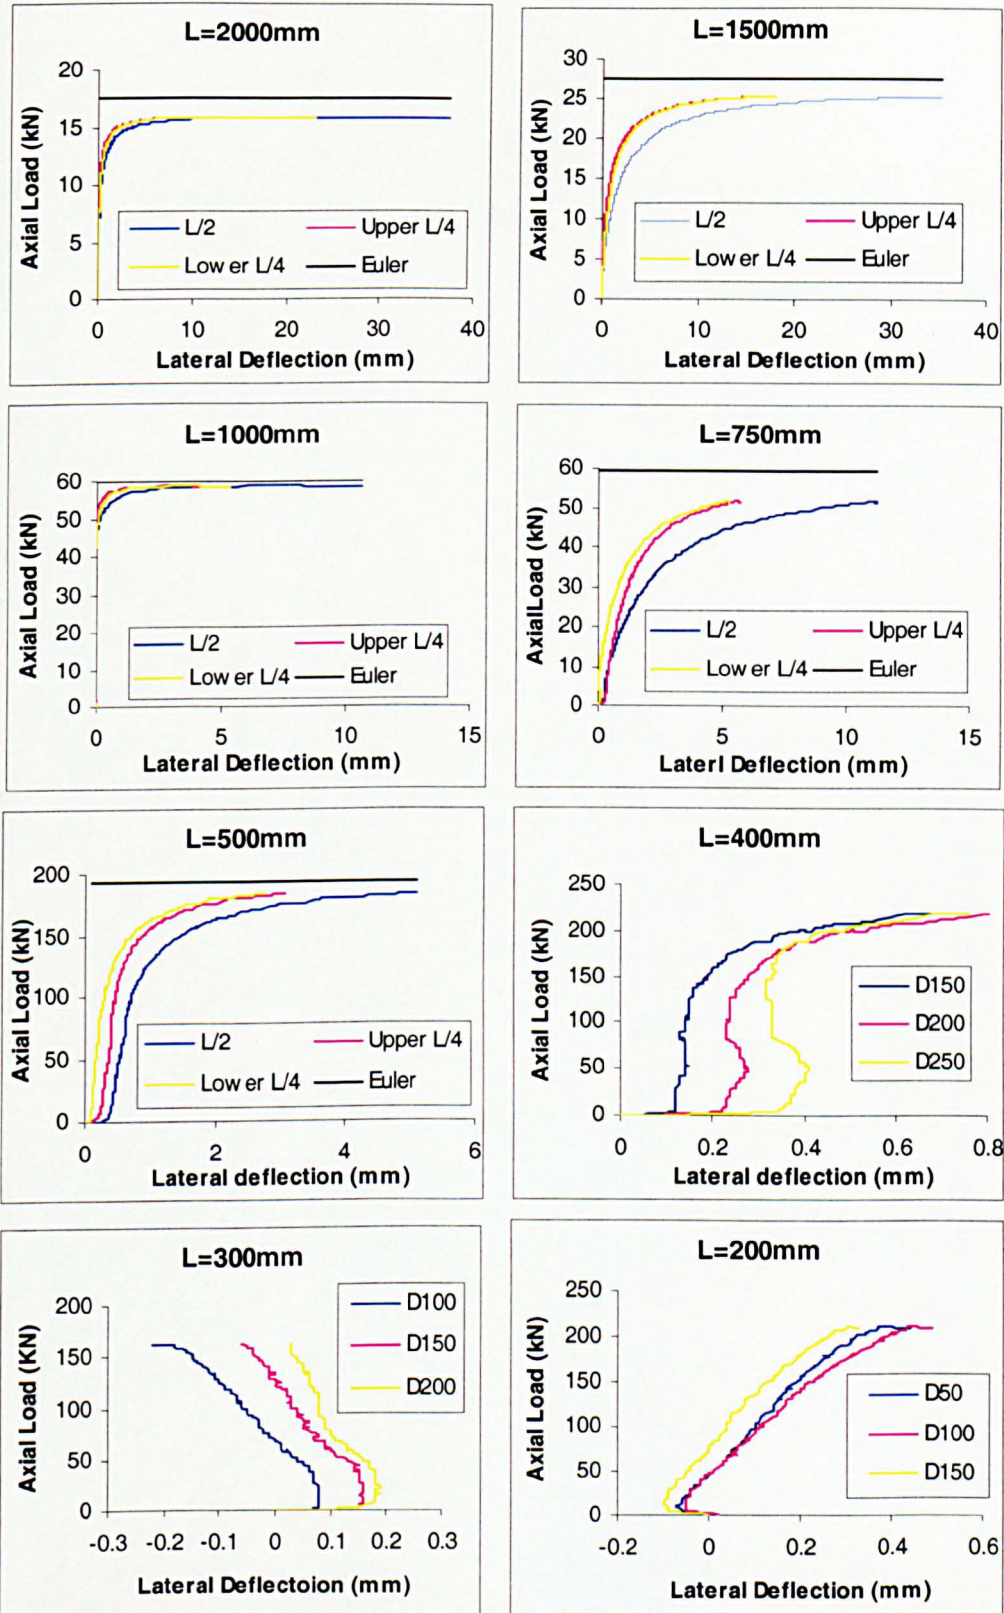 L=2000mm
20
15
10
5
0
Axial Load (kN)
L/2
Upper L/4
Low er L/4
Euler
0 10 20 30 40
Lateral Deflection (mm)
L=1500mm
30
25
20
15
10
5
0
Axial Load (kN)
L/2
Upper L/4
Low er L/4
Euler
0 10 20 30 40
Lateral Deflection (mm)
L=1000mm
60
50
40
30
20
10
0
Axial Load (kN)
L/2
Upper L/4
Low er L/4
Euler
0 5 10 15
Lateral Deflection (mm)
L=750mm
60
50
40
30
20
10
0
AxialLoad (kN)
L/2
Upper L/4
Low er L/4
Euler
0 5 10 15
Laterl Deflection (mm)
L=500mm
200
150
100
50
0
Axial Load (kN)
L/2
Upper L/4
Low er L/4
Euler
0 2 4 6
Lateral deflection (mm)
L=400mm
250
200
150
100
50
0
Axial Load (kN)
D150
D200
D250
0 0.2 0.4 0.6 0.8
Lateral deflection (mm)
L=300mm
200
150
100
50
0
Axial Load (KN)
D100
D150
D200
-0.3 -0.2 -0.1 0 0.1 0.2 0.3
Lateral Deflectoion (mm)
L=200mm
250
200
150
100
50
0
Axial Load (kN)
D50
D100
D150
-0.2 0 0.2 0.4 0.6
Lateral Deflection (mm)